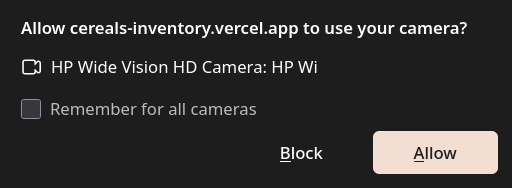 Allow cereals-inventory.vercel.app to use your camera?
HP Wide Vision HD Camera: HP Wi
Remember for all cameras
Block
Allow